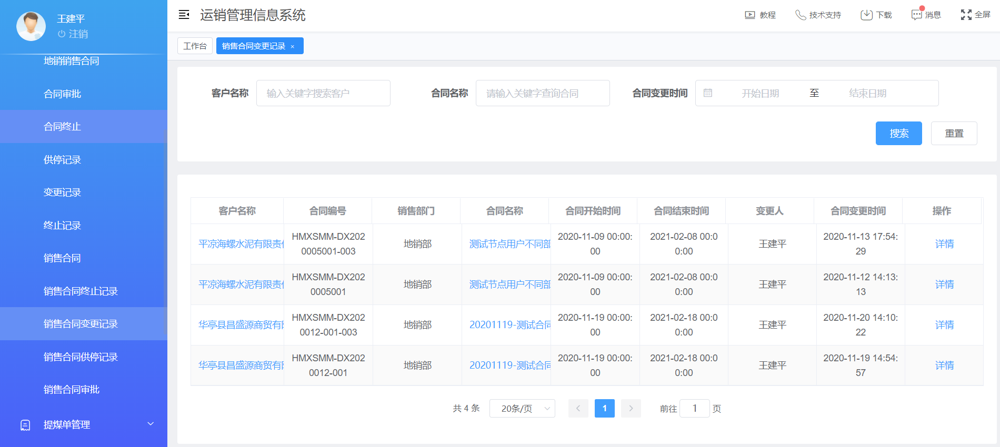 王建平
注销
地销销售合同
合同审批
合同终止
供停记录
变更记录
终止记录
销售合同
销售合同终止记录
销售合同变更记录
销售合同供停记录
销售合同审批
提煤单管理
运销管理信息系统
教程 技术支持 下载 消息 全屏
工作台 销售合同变更记录 ×
客户名称 输入关键字搜索客户 合同名称 请输入关键字查询合同 合同变更时间 开始日期 至 结束日期
搜索 重置
客户名称 合同编号 销售部门 合同名称 合同开始时间 合同结束时间 变更人 合同变更时间 操作
平凉海螺水泥有限责 HMXSMM-DX202 地销部 测试节点用户不同部 2020-11-09 00:00: 2021-02-08 00:0 王建平 2020-11-13 17:54: 详情
0005001-003 00 0:00 29
平凉海螺水泥有限责 HMXSMM-DX202 地销部 测试节点用户不同部 2020-11-09 00:00: 2021-02-08 00:0 王建平 2020-11-12 14:13: 详情
0005001 00 0:00 13
华亭县昌盛源商贸有 HMXSMM-DX202 地销部 20201119-测试合同 2020-11-19 00:00: 2021-02-18 00:0 王建平 2020-11-20 14:10: 详情
0012-001-003 00 0:00 22
华亭县昌盛源商贸有 HMXSMM-DX202 地销部 20201119-测试合同 2020-11-19 00:00: 2021-02-18 00:0 王建平 2020-11-19 14:54: 详情
0012-001 00 0:00 57
共 4 条 20条/页 1 前往 1 页